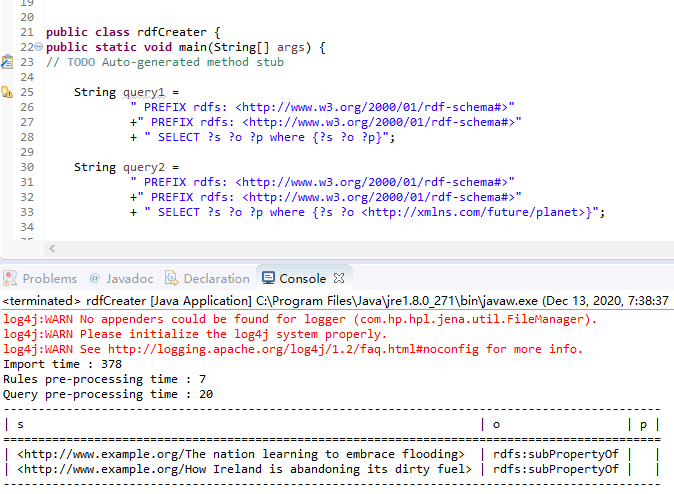 19
20
21 public class rdfCreater {
22 public static void main(String[] args) {
23 // TODO Auto-generated method stub
24
25 String query1 =
26 " PREFIX rdfs: <http://www.w3.org/2000/01/rdf-schema#>"
27 +" PREFIX rdfs: <http://www.w3.org/2000/01/rdf-schema#>"
28 + " SELECT ?s ?o ?p where {?s ?o ?p}";
29
30 String query2 =
31 " PREFIX rdfs: <http://www.w3.org/2000/01/rdf-schema#>"
32 +" PREFIX rdfs: <http://www.w3.org/2000/01/rdf-schema#>"
33 + " SELECT ?s ?o ?p where {?s ?o <http://xmlns.com/future/planet>}";
34
Problems @ Javadoc Declaration Console
<terminated> rdfCreater [Java Application] C:\Program Files\Java\jre1.8.0_271\bin\javaw.exe (Dec 13, 2020, 7:38:37
log4j:WARN No appenders could be found for logger (com.hp.hpl.jena.util.FileManager).
log4j:WARN Please initialize the log4j system properly.
log4j:WARN See http://logging.apache.org/log4j/1.2/faq.html#noconfig for more info.
Import time : 378
Rules pre-processing time : 7
Query pre-processing time : 20
| s | o | p |
| <http://www.example.org/The nation learning to embrace flooding> | rdfs:subPropertyOf | |
| <http://www.example.org/How Ireland is abandoning its dirty fuel> | rdfs:subPropertyOf | |